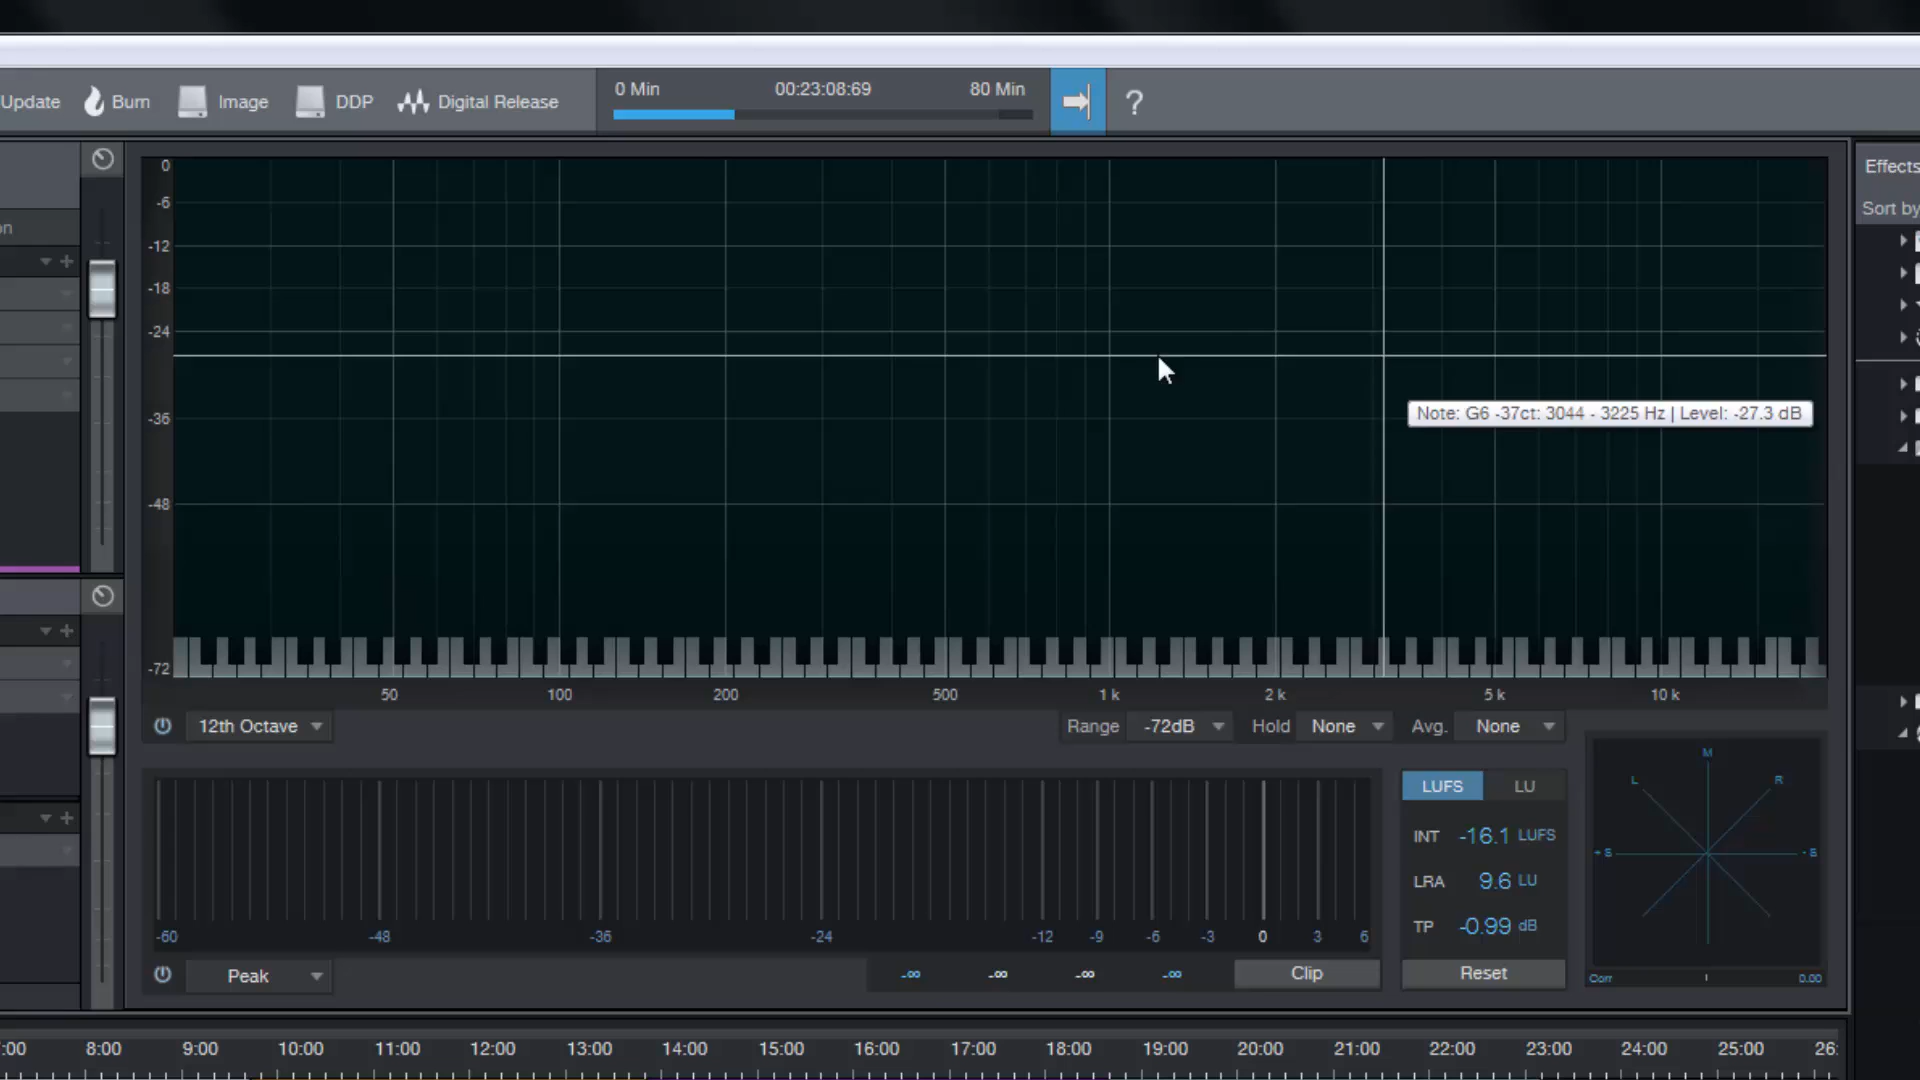 Update Burn Image DDP Digital Release 0 Min 00:23:08:69 80 Min ?
Effects
Sort by
0
-6
-12
-18
-24
-36
-48
-72
Note: G6 -37ct: 3044 - 3225 Hz | Level: -27.3 dB
50 100 200 500 1 k 2 k 5 k 10 k
12th Octave Range -72dB Hold None Avg. None
LUFS LU
INT -16.1 LUFS
LRA 9.6 LU
TP -0.99 dB
Reset
M
L R
+ S - S
Corr 0.00
-60 -48 -36 -24 -12 -9 -6 -3 0 3 6
Peak -∞ -∞ -∞ -∞ Clip
:00 8:00 9:00 10:00 11:00 12:00 13:00 14:00 15:00 16:00 17:00 18:00 19:00 20:00 21:00 22:00 23:00 24:00 25:00 26: